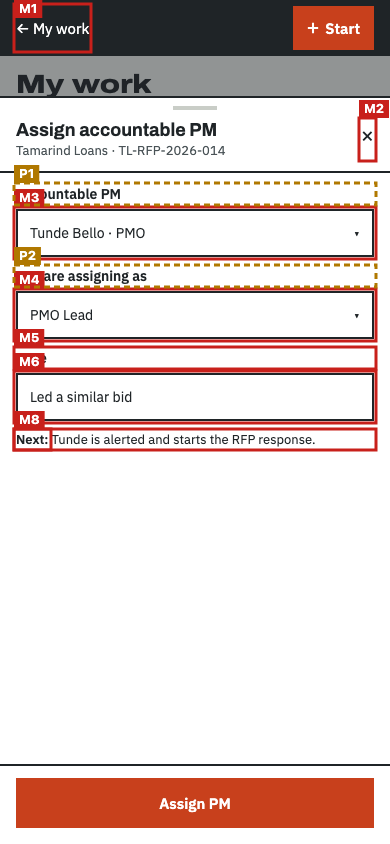 M1
← My work
+ Start
My work
M2
Assign accountable PM
×
Tamarind Loans · TL-RFP-2026-014
P1
PM
M3
Tunde Bello · PMO
P2
are assigning as
M4
PMO Lead
M5
M6
Led a similar bid
M8
Next: Tunde is alerted and starts the RFP response.
Assign PM